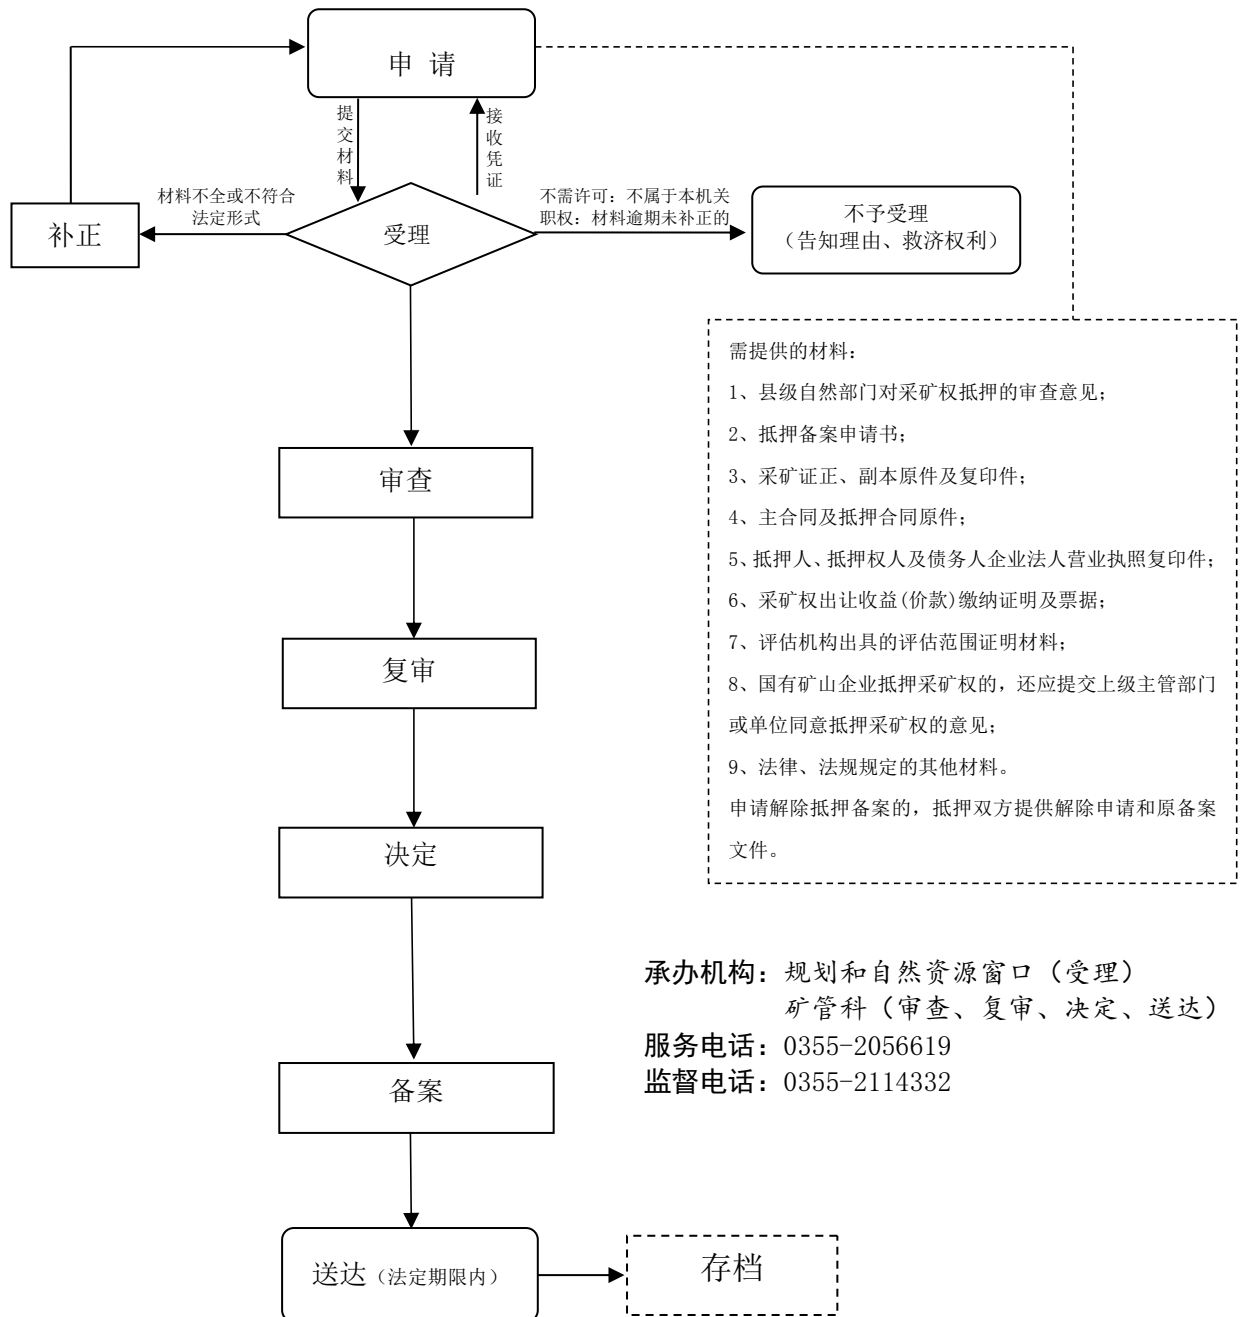 申 请
提交材料
接收凭证
材料不全或不符合
法定形式
不需许可：不属于本机关
职权：材料逾期未补正的
补正
受理
不予受理
（告知理由、救济权利）
需提供的材料：
1、县级自然部门对采矿权抵押的审查意见；
2、抵押备案申请书；
3、采矿证正、副本原件及复印件；
4、主合同及抵押合同原件；
5、抵押人、抵押权人及债务人企业法人营业执照复印件；
6、采矿权出让收益(价款)缴纳证明及票据；
7、评估机构出具的评估范围证明材料；
8、国有矿山企业抵押采矿权的，还应提交上级主管部门
或单位同意抵押采矿权的意见；
9、法律、法规规定的其他材料。
申请解除抵押备案的，抵押双方提供解除申请和原备案
文件。
审查
复审
决定
承办机构：规划和自然资源窗口（受理）
矿管科（审查、复审、决定、送达）
服务电话：0355-2056619
监督电话：0355-2114332
备案
送达（法定期限内）
存档